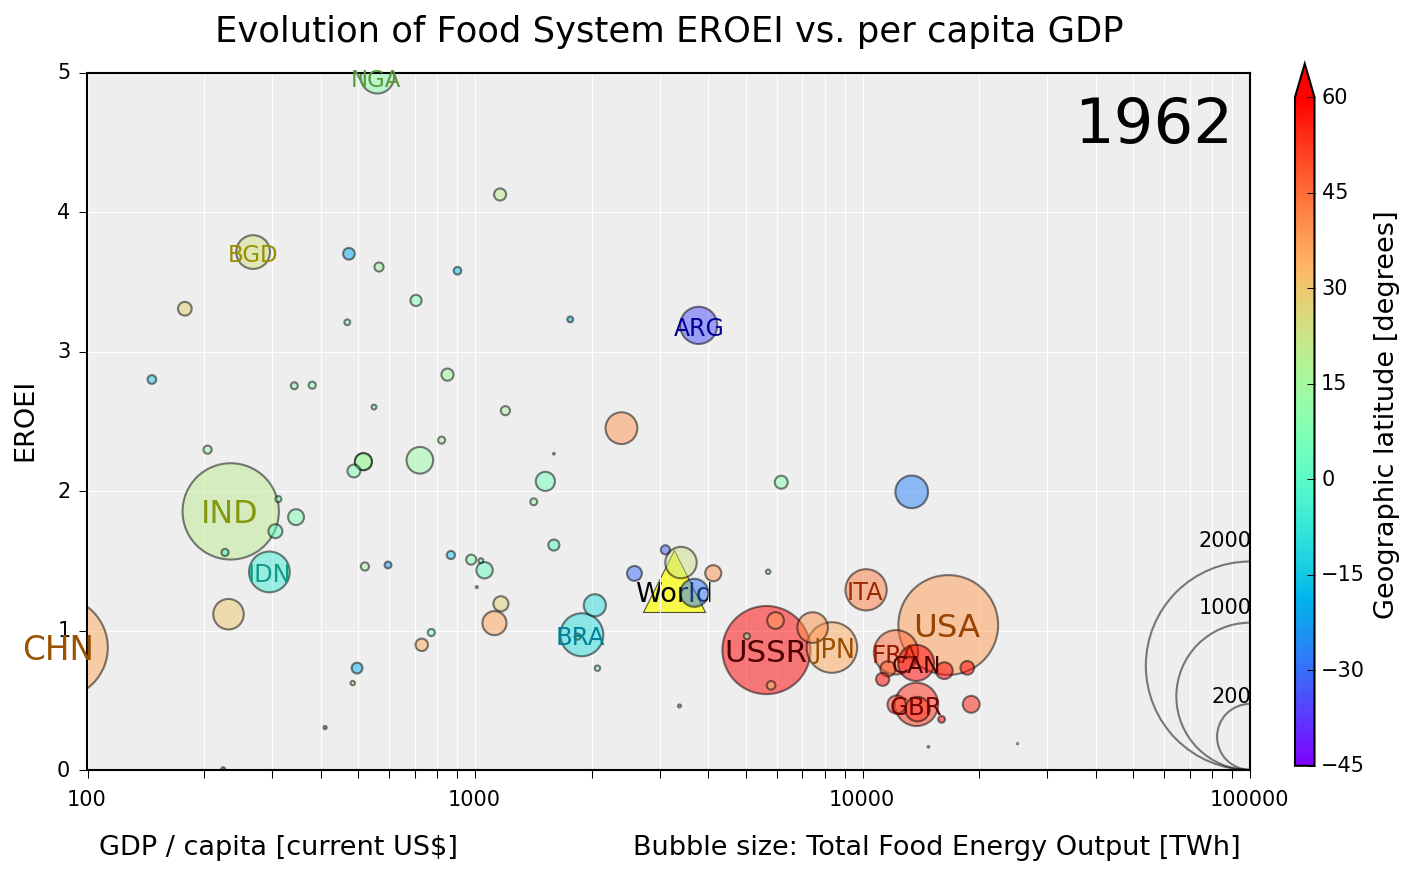 Evolution of Food System EROEI vs. per capita GDP
1962
5
4
3
2
1
0
EROEI
NGA
BGD
ARG
IND
IDN
World
ITA
USA
BRA
CHN
USSR
JPN
FRA
CAN
GBR
2000
1000
200
100
1000
10000
100000
GDP / capita [current US$]
Bubble size: Total Food Energy Output [TWh]
60
45
30
15
0
−15
−30
−45
Geographic latitude [degrees]